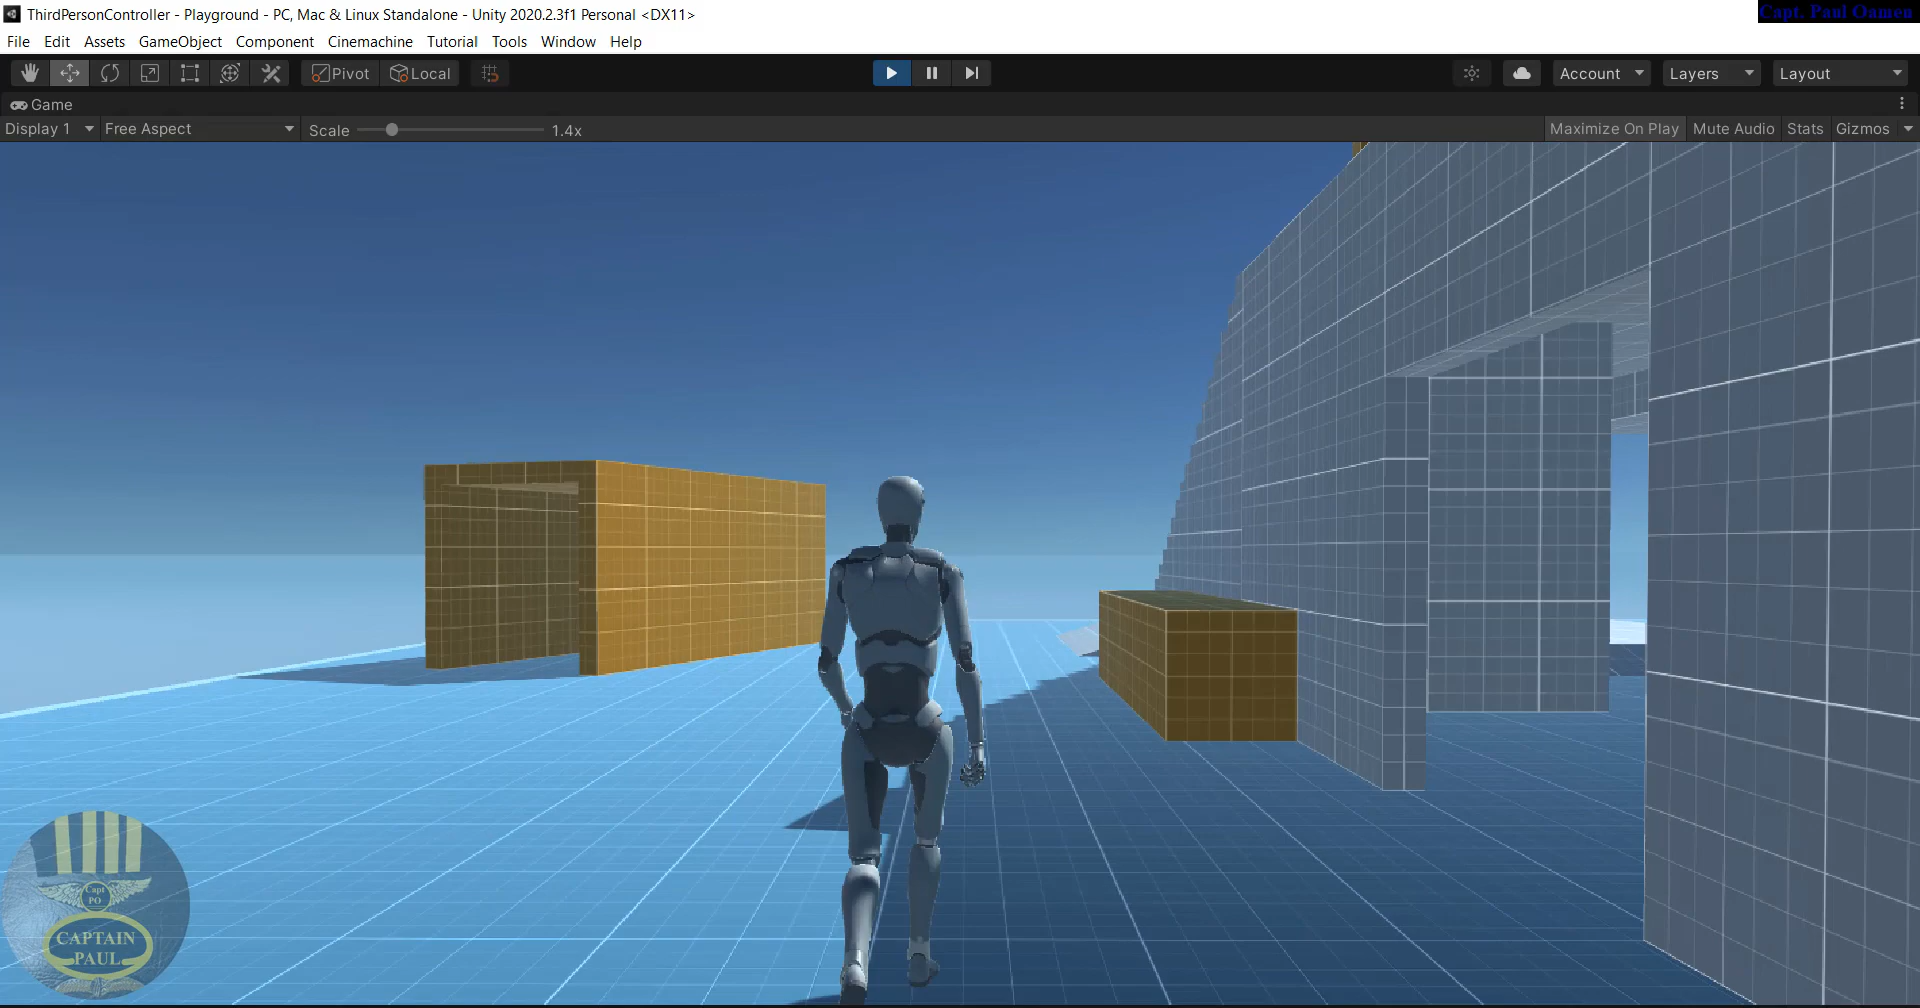 ThirdPersonController - Playground - PC, Mac & Linux Standalone - Unity 2020.2.3f1 Personal <DX11>
Capt. Paul Oamen
File Edit Assets GameObject Component Cinemachine Tutorial Tools Window Help
Pivot Local Account Layers Layout
Game
Display 1 Free Aspect Scale 1.4x Maximize On Play Mute Audio Stats Gizmos
Capt
PO
CAPTAIN
PAUL